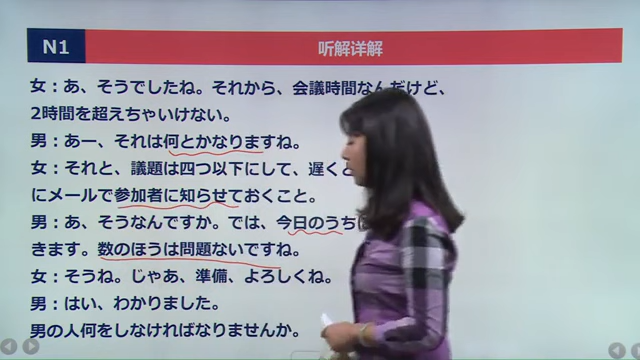 N1 听解详解
女：あ、そうでしたね。それから、会議時間なんだけど、
2時間を超えちゃいけない。
男：あー、それは何とかなりますね。
女：それと、議題は四つ以下にして、遅くと
にメールで参加者に知らせておくこと。
男：あ、そうなんですか。では、今日のうち
きます。数のほうは問題ないですね。
女：そうね。じゃあ、準備、よろしくね。
男：はい、わかりました。
男の人何をしなければなりませんか。